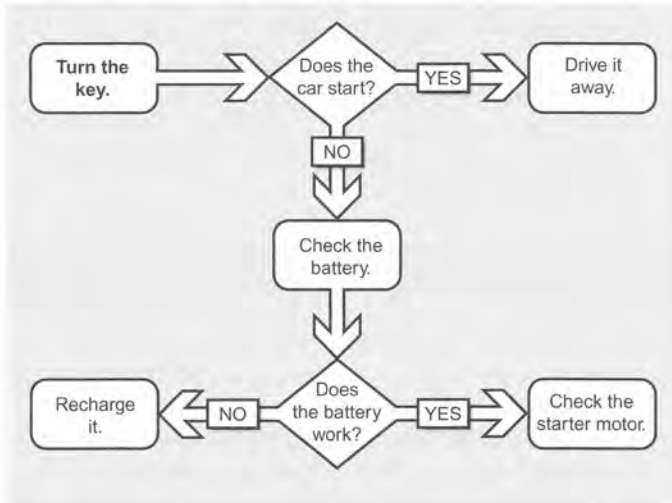 Turn the
key.
Does the
car start?
YES
Drive it
away.
NO
Check the
battery.
Recharge
it.
NO
Does
the battery
work?
YES
Check the
starter motor.